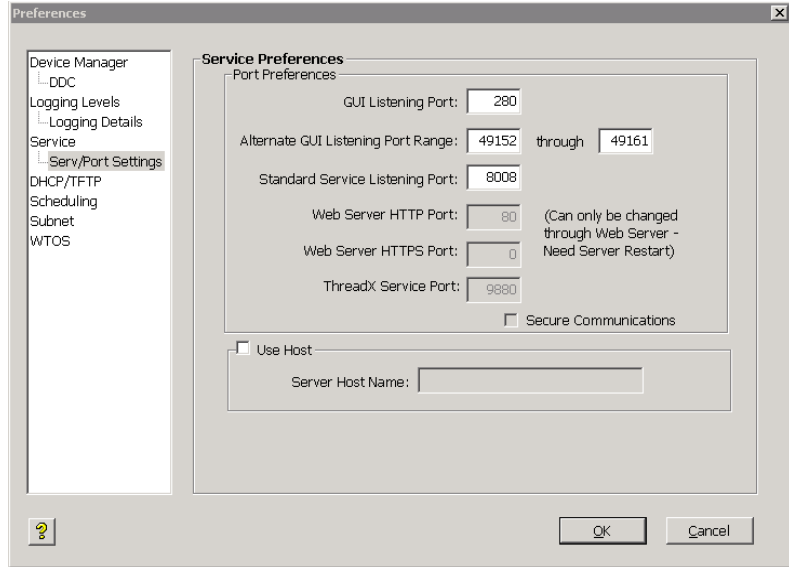 Preferences
Device Manager
DDC
Logging Levels
Logging Details
Service
Serv/Port Settings
DHCP/TFTP
Scheduling
Subnet
WTOS
Service Preferences
Port Preferences
GUI Listening Port: 280
Alternate GUI Listening Port Range: 49152 through 49161
Standard Service Listening Port: 8008
Web Server HTTP Port: 80
Web Server HTTPS Port: 0
(Can only be changed
through Web Server -
Need Server Restart)
ThreadX Service Port: 9880
Secure Communications
Use Host
Server Host Name:
?
OK
Cancel